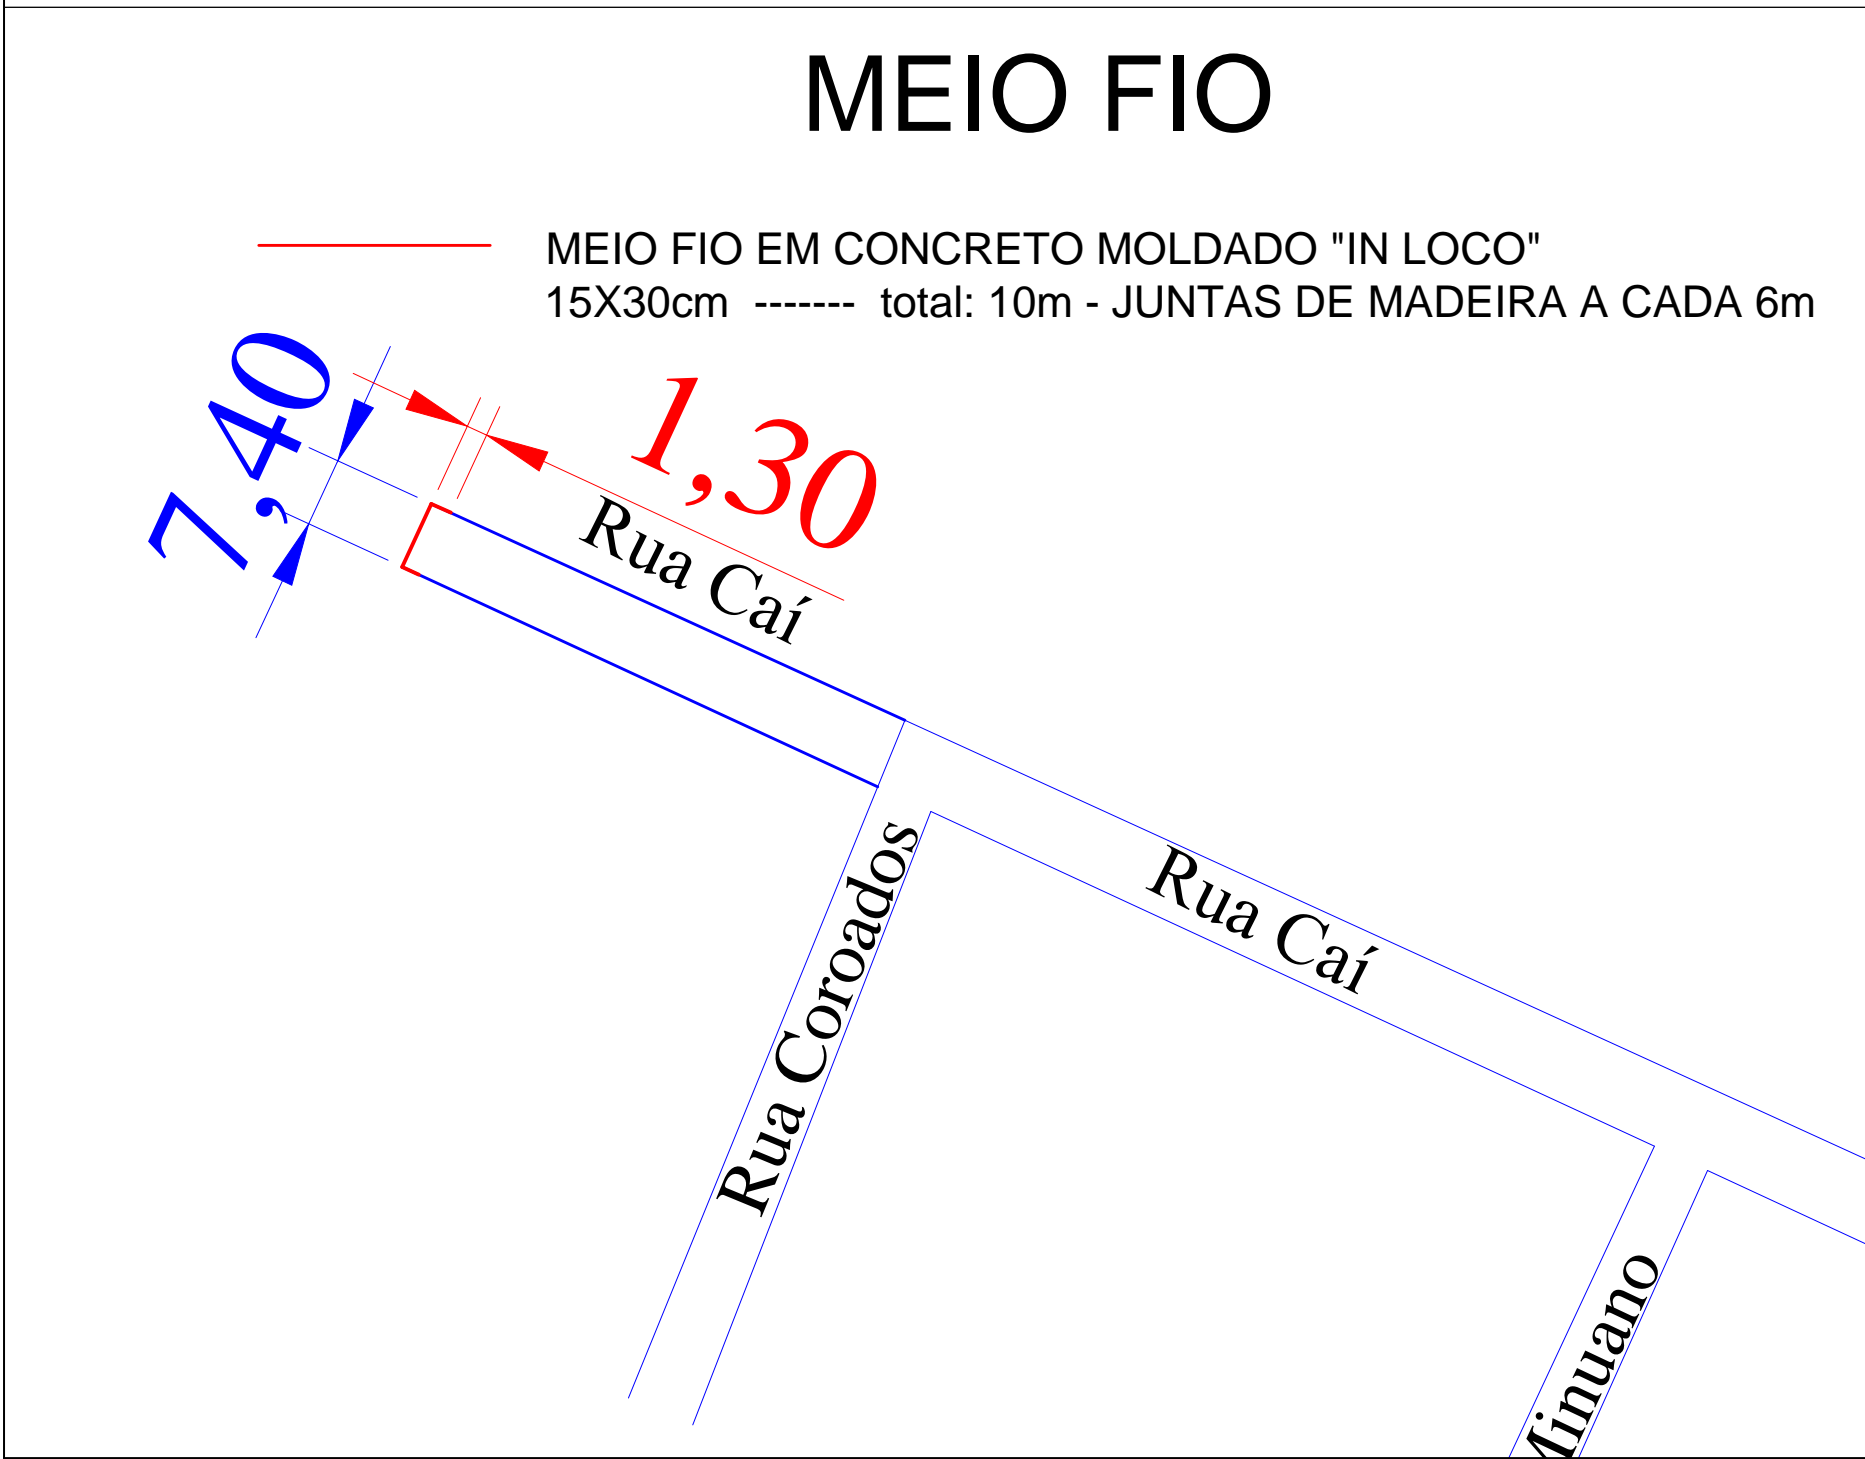 MEIO FIO
MEIO FIO EM CONCRETO MOLDADO "IN LOCO"
15X30cm ------- total: 10m - JUNTAS DE MADEIRA A CADA 6m
7,40
1,30
Rua Caí
Rua Coroados
Rua Caí
Minuano